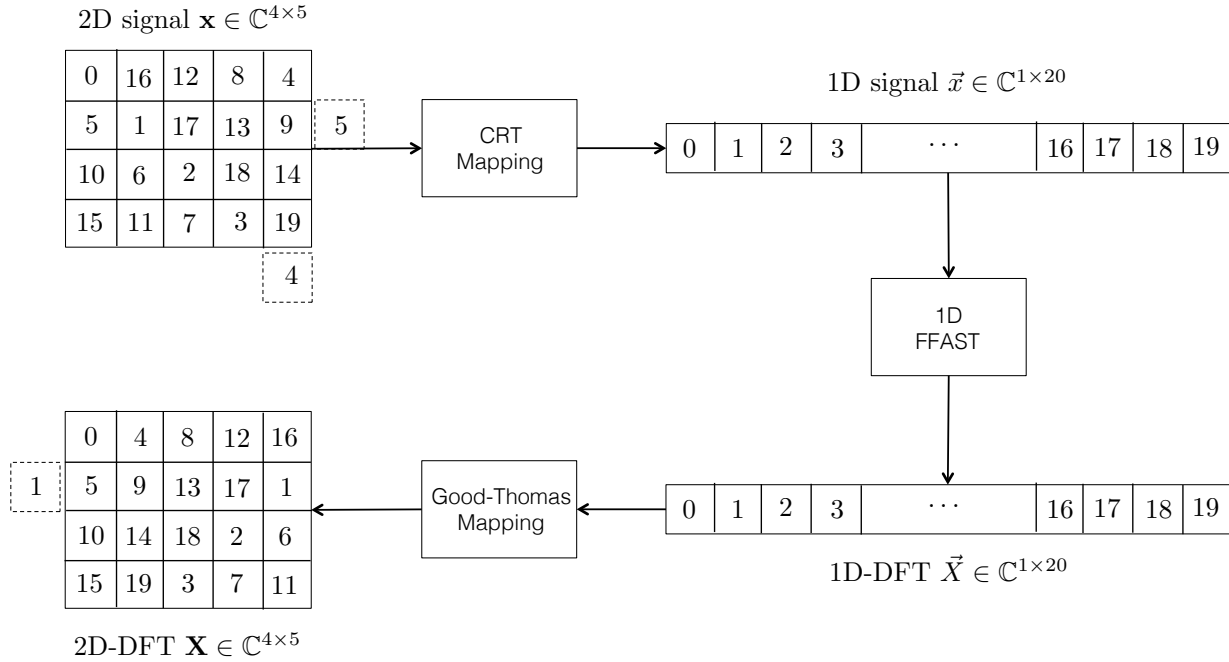 2D signal x ∈ ℂ^{4×5}
0 16 12 8 4
5 1 17 13 9 5
10 6 2 18 14
15 11 7 3 19
4
CRT
Mapping
1D signal x⃗ ∈ ℂ^{1×20}
0 1 2 3 ··· 16 17 18 19
1D
FFAST
0 4 8 12 16
1 5 9 13 17 1
10 14 18 2 6
15 19 3 7 11
2D-DFT X ∈ ℂ^{4×5}
Good-Thomas
Mapping
0 1 2 3 ··· 16 17 18 19
1D-DFT X⃗ ∈ ℂ^{1×20}